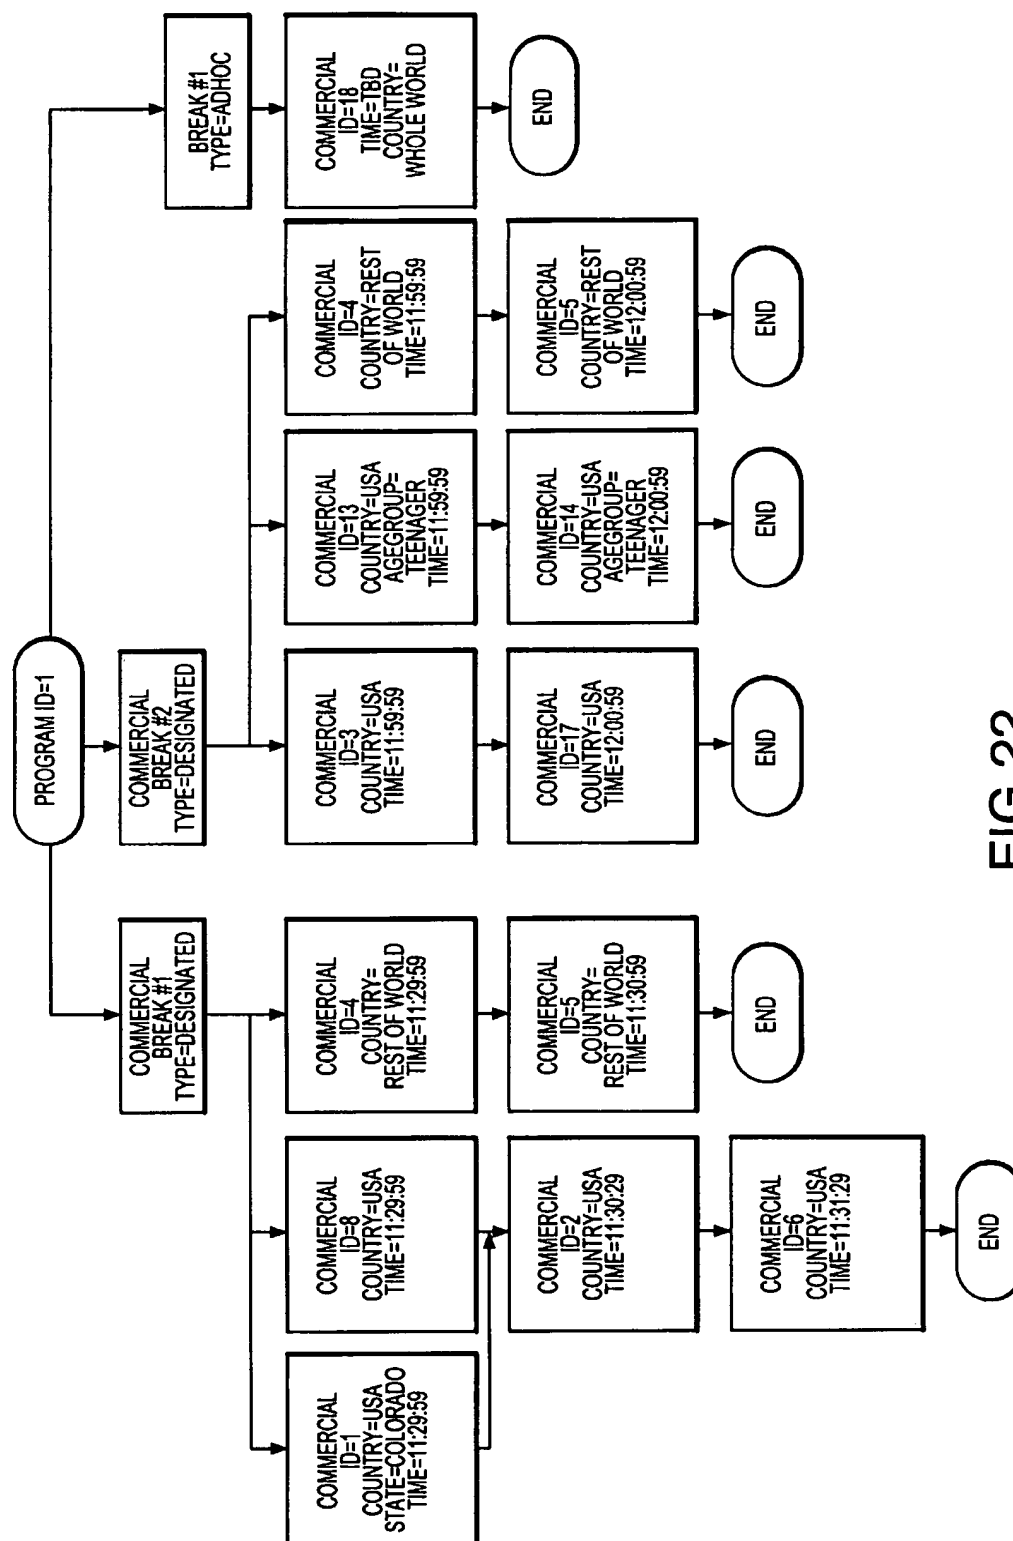 PROGRAM ID=1
COMMERCIAL
BREAK #1
TYPE=DESIGNATED
COMMERCIAL
BREAK #2
TYPE=DESIGNATED
BREAK #1
TYPE=ADHOC
COMMERCIAL
ID=1
COUNTRY=USA
STATE=COLORADO
TIME=11:29:59
COMMERCIAL
ID=8
COUNTRY=USA
TIME=11:29:59
COMMERCIAL
ID=4
COUNTRY=
REST OF WORLD
TIME=11:29:59
COMMERCIAL
ID=3
COUNTRY=USA
TIME=11:59:59
COMMERCIAL
ID=13
COUNTRY=USA
AGEGROUP=
TEENAGER
TIME=11:59:59
COMMERCIAL
ID=4
COUNTRY=REST
OF WORLD
TIME=11:59:59
COMMERCIAL
ID=18
TIME=TBD
COUNTRY=
WHOLE WORLD
COMMERCIAL
ID=2
COUNTRY=USA
TIME=11:30:29
COMMERCIAL
ID=5
COUNTRY=
REST OF WORLD
TIME=11:30:59
COMMERCIAL
ID=17
COUNTRY=USA
TIME=12:00:59
COMMERCIAL
ID=14
COUNTRY=USA
AGEGROUP=
TEENAGER
TIME=12:00:59
COMMERCIAL
ID=5
COUNTRY=REST
OF WORLD
TIME=12:00:59
END
COMMERCIAL
ID=6
COUNTRY=USA
TIME=11:31:29
END
END
END
END
END
FIG.22